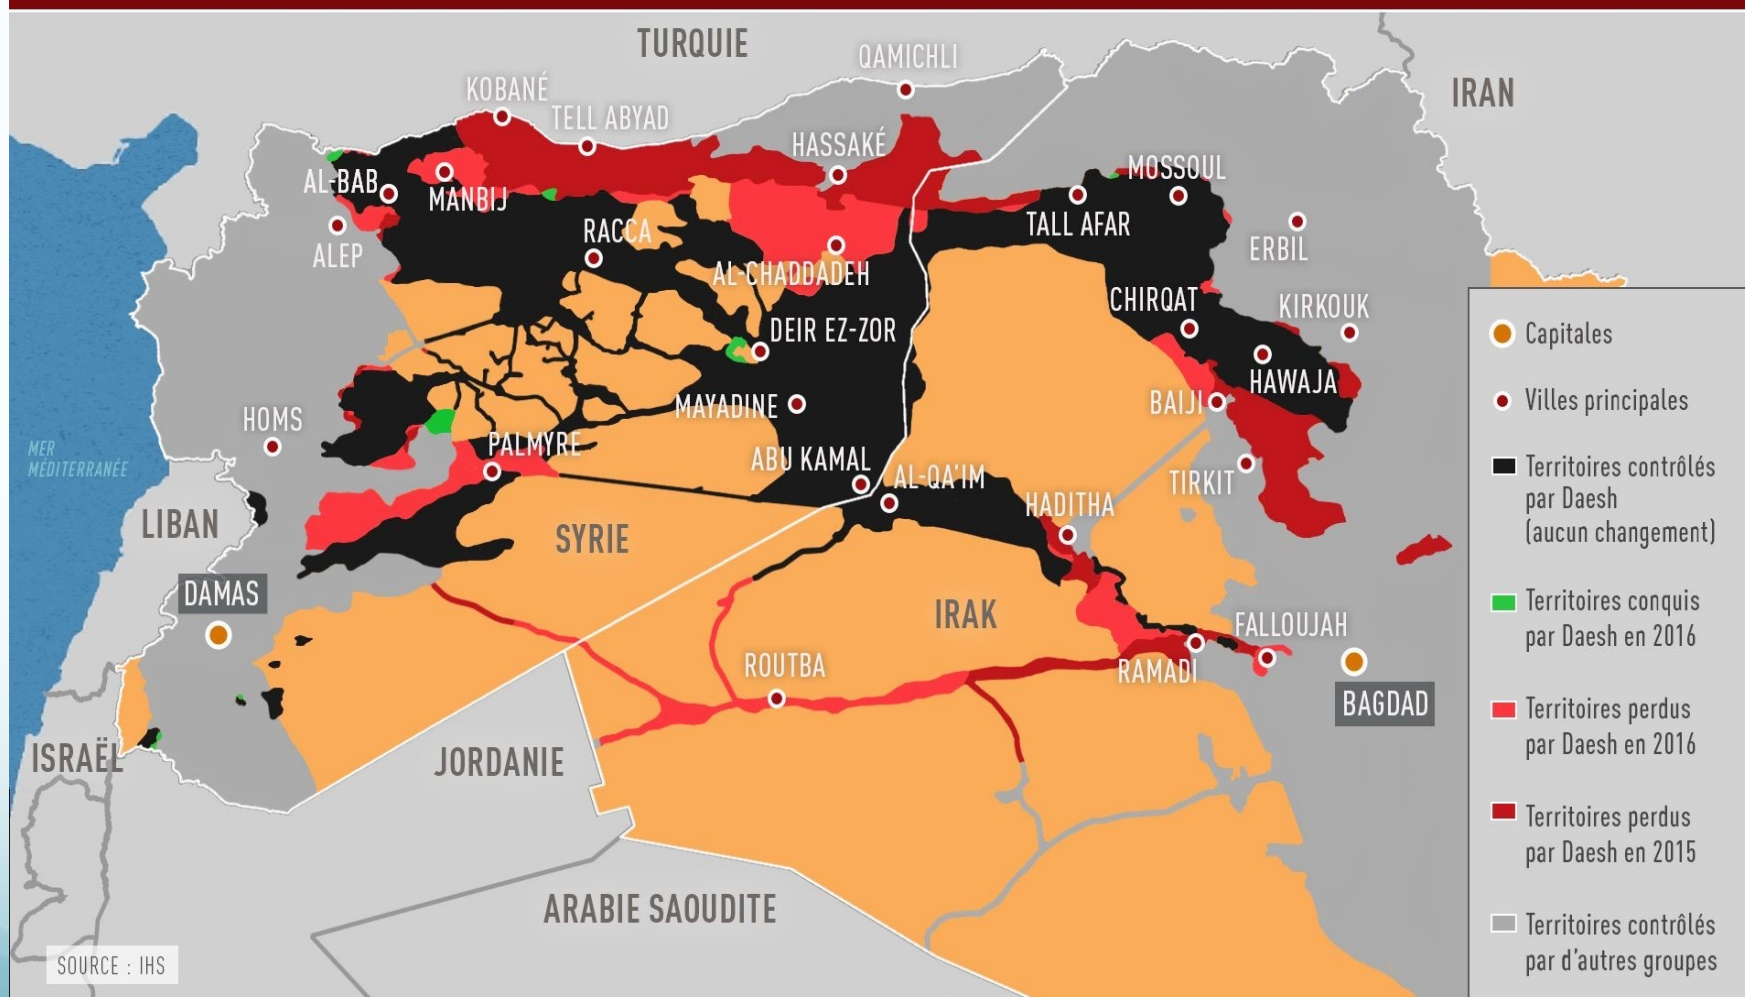 TURQUIE
QAMICHLI
IRAN
KOBANÉ
TELL ABYAD
HASSAKÉ
MOSSOUL
AL-BAB
MANBIJ
RACCA
TALL AFAR
ALEP
ERBIL
AL-CHADDADEH
CHIRQAT
KIRKOUK
DEIR EZ-ZOR
HAWAJA
MAYADINE
BAIJI
HOMS
PALMYRE
MER
MÉDITERRANÉE
ABU KAMAL
AL-QA'IM
TIRKIT
HADITHA
LIBAN
SYRIE
DAMAS
IRAK
FALLOUJAH
ROUTBA
RAMADI
BAGDAD
ISRAËL
JORDANIE
ARABIE SAOUDITE
SOURCE : IHS
Capitales
Villes principales
Territoires contrôlés
par Daesh
(aucun changement)
Territoires conquis
par Daesh en 2016
Territoires perdus
par Daesh en 2016
Territoires perdus
par Daesh en 2015
Territoires contrôlés
par d'autres groupes